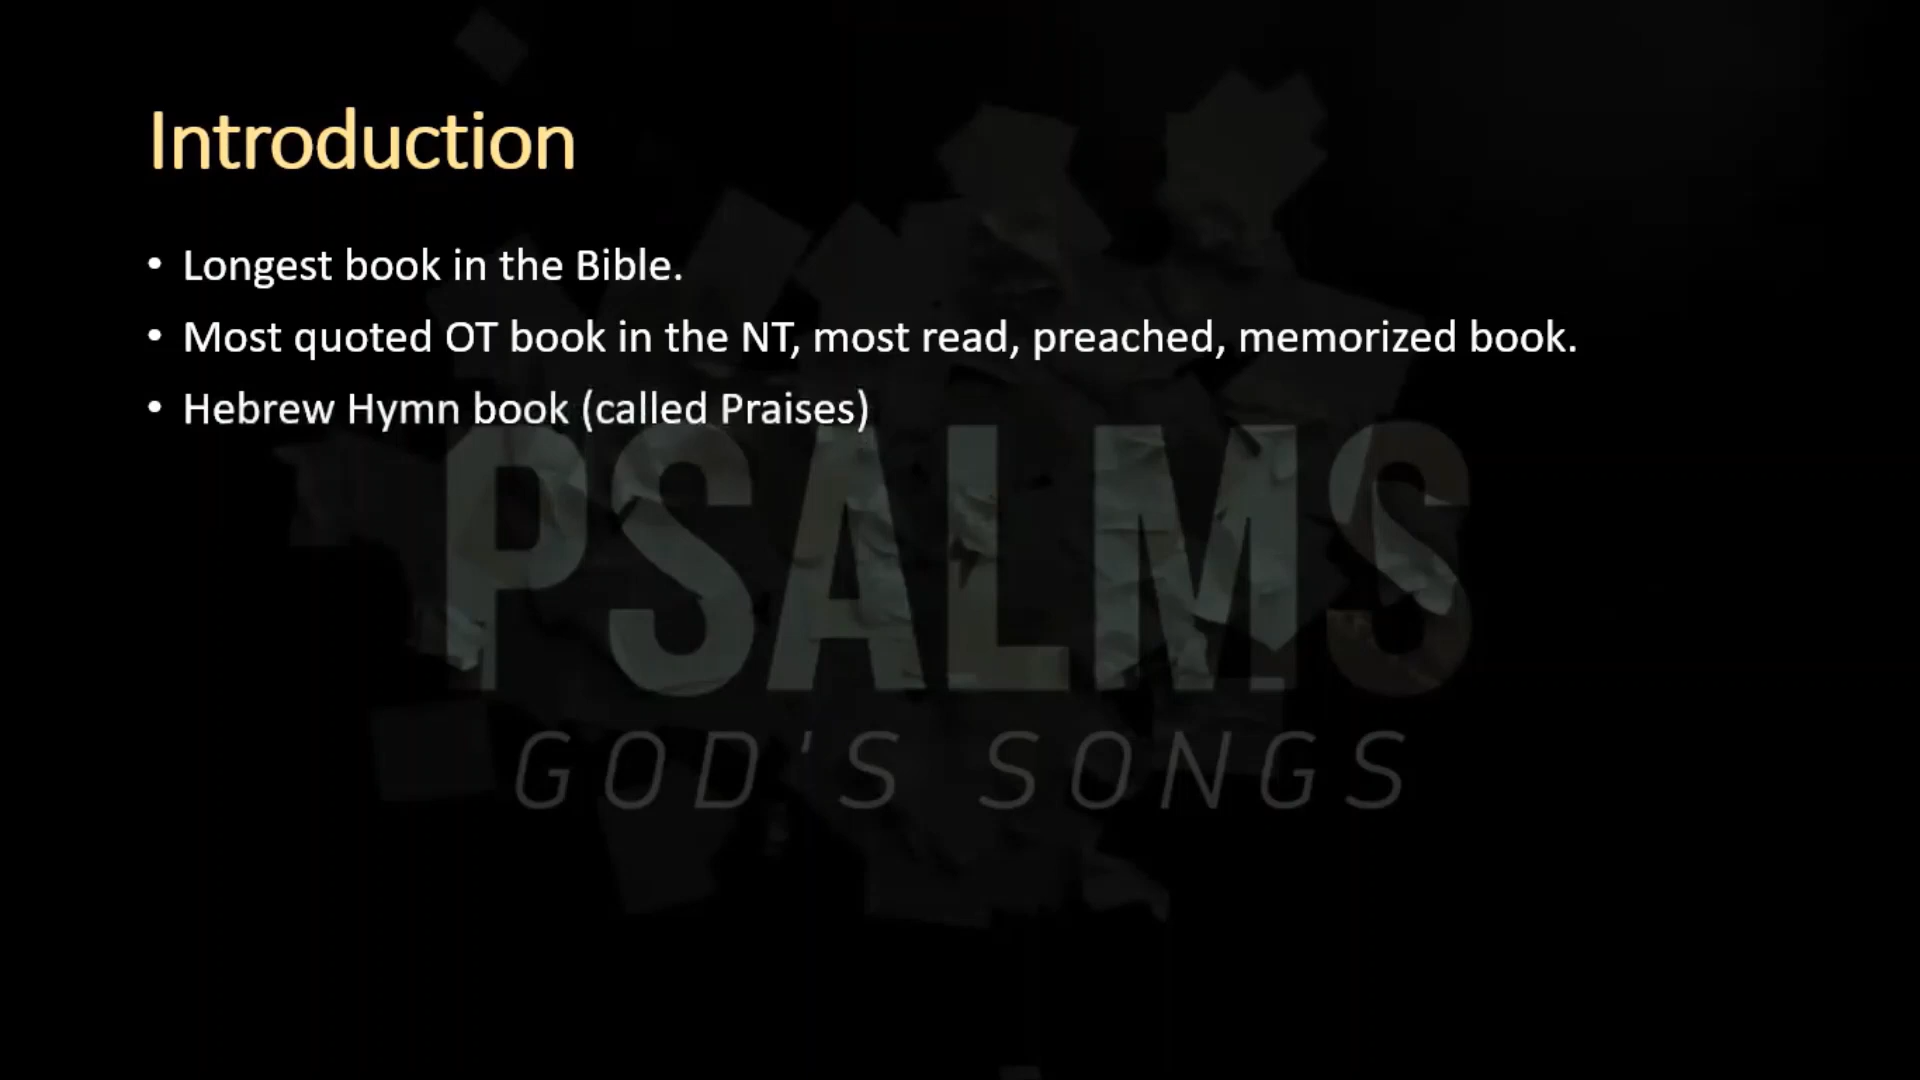 Introduction
• Longest book in the Bible.
• Most quoted OT book in the NT, most read, preached, memorized book.
• Hebrew Hymn book (called Praises)
PSALMS
GOD'S SONGS